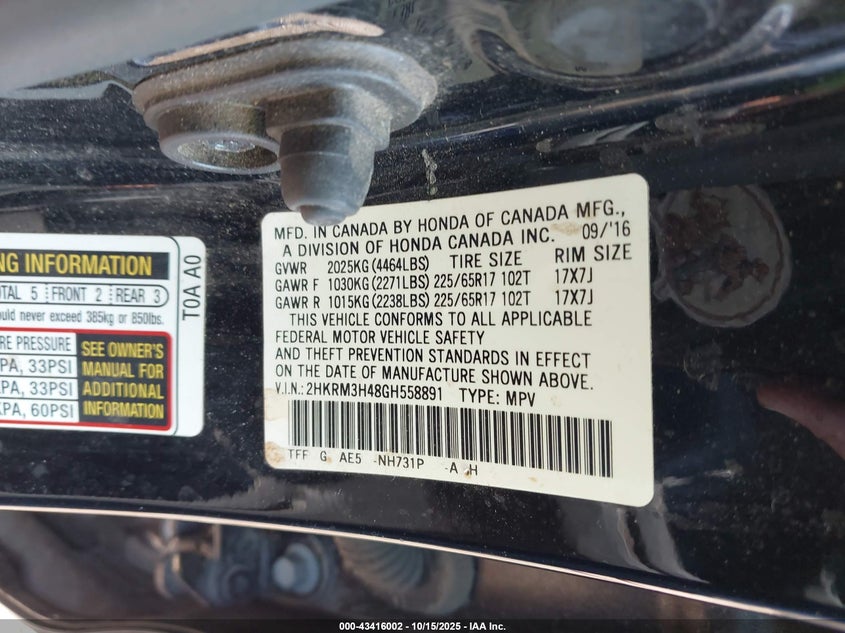 MFD. IN CANADA BY HONDA OF CANADA MFG.,
A DIVISION OF HONDA CANADA INC. 09/'16
GVWR 2025KG (4464LBS) TIRE SIZE RIM SIZE
GAWR F 1030KG (2271LBS) 225/65R17 102T 17X7J
GAWR R 1015KG (2238LBS) 225/65R17 102T 17X7J
THIS VEHICLE CONFORMS TO ALL APPLICABLE
FEDERAL MOTOR VEHICLE SAFETY
AND THEFT PREVENTION STANDARDS IN EFFECT
ON THE DATE OF MANUFACTURE SHOWN ABOVE.
V.I.N.: 2HKRM3H48GH558891 TYPE: MPV
TFF G AE5 -NH731P -A H
NG INFORMATION
TOTAL 5 FRONT 2 REAR 3
ould never exceed 385kg or 850lbs.
RE PRESSURE
PA, 33PSI
PA, 33PSI
KPA, 60PSI
SEE OWNER'S
MANUAL FOR
ADDITIONAL
INFORMATION
T0A A0
000-43416002 - 10/15/2025 - IAA Inc.